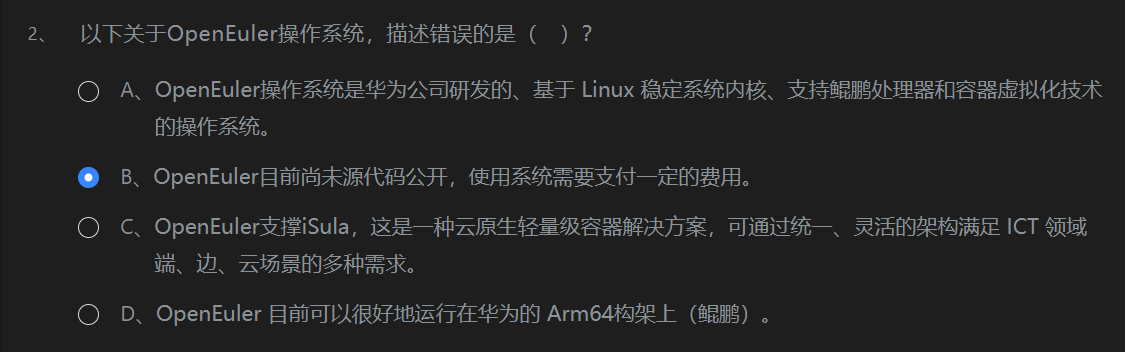 2、 以下关于OpenEuler操作系统，描述错误的是（ ）？
A、OpenEuler操作系统是华为公司研发的、基于 Linux 稳定系统内核、支持鲲鹏处理器和容器虚拟化技术
的操作系统。
B、OpenEuler目前尚未源代码公开，使用系统需要支付一定的费用。
C、OpenEuler支撑iSula，这是一种云原生轻量级容器解决方案，可通过统一、灵活的架构满足 ICT 领域
端、边、云场景的多种需求。
D、OpenEuler 目前可以很好地运行在华为的 Arm64构架上（鲲鹏）。